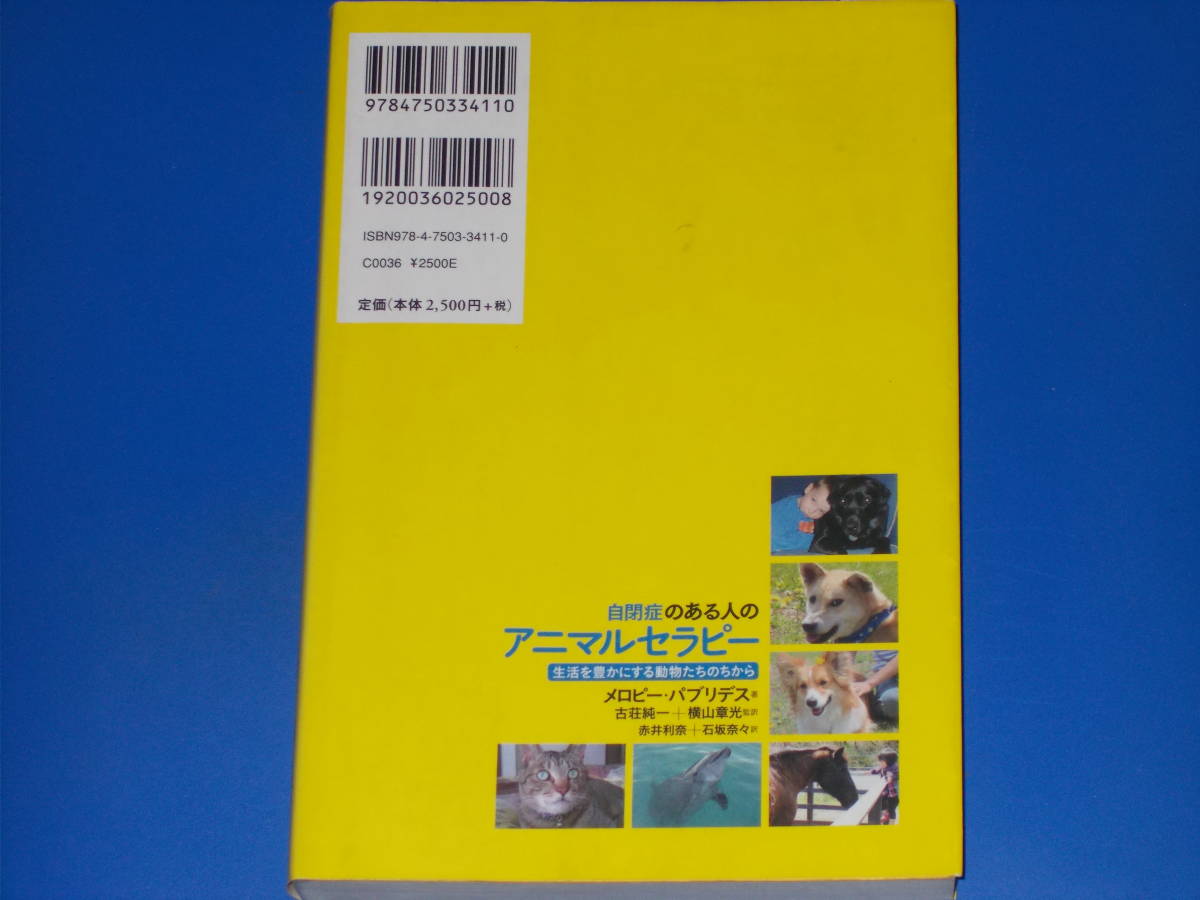 9784750334110
1920036025008
ISBN978-4-7503-3411-0
C0036 ¥2500E
定価(本体2,500円+税)
自閉症のある人の
アニマルセラピー
生活を豊かにする動物たちのちから
メロピー・パブリデス 著
古荘純一+横山章光 監訳
赤井利奈+石坂奈々 訳